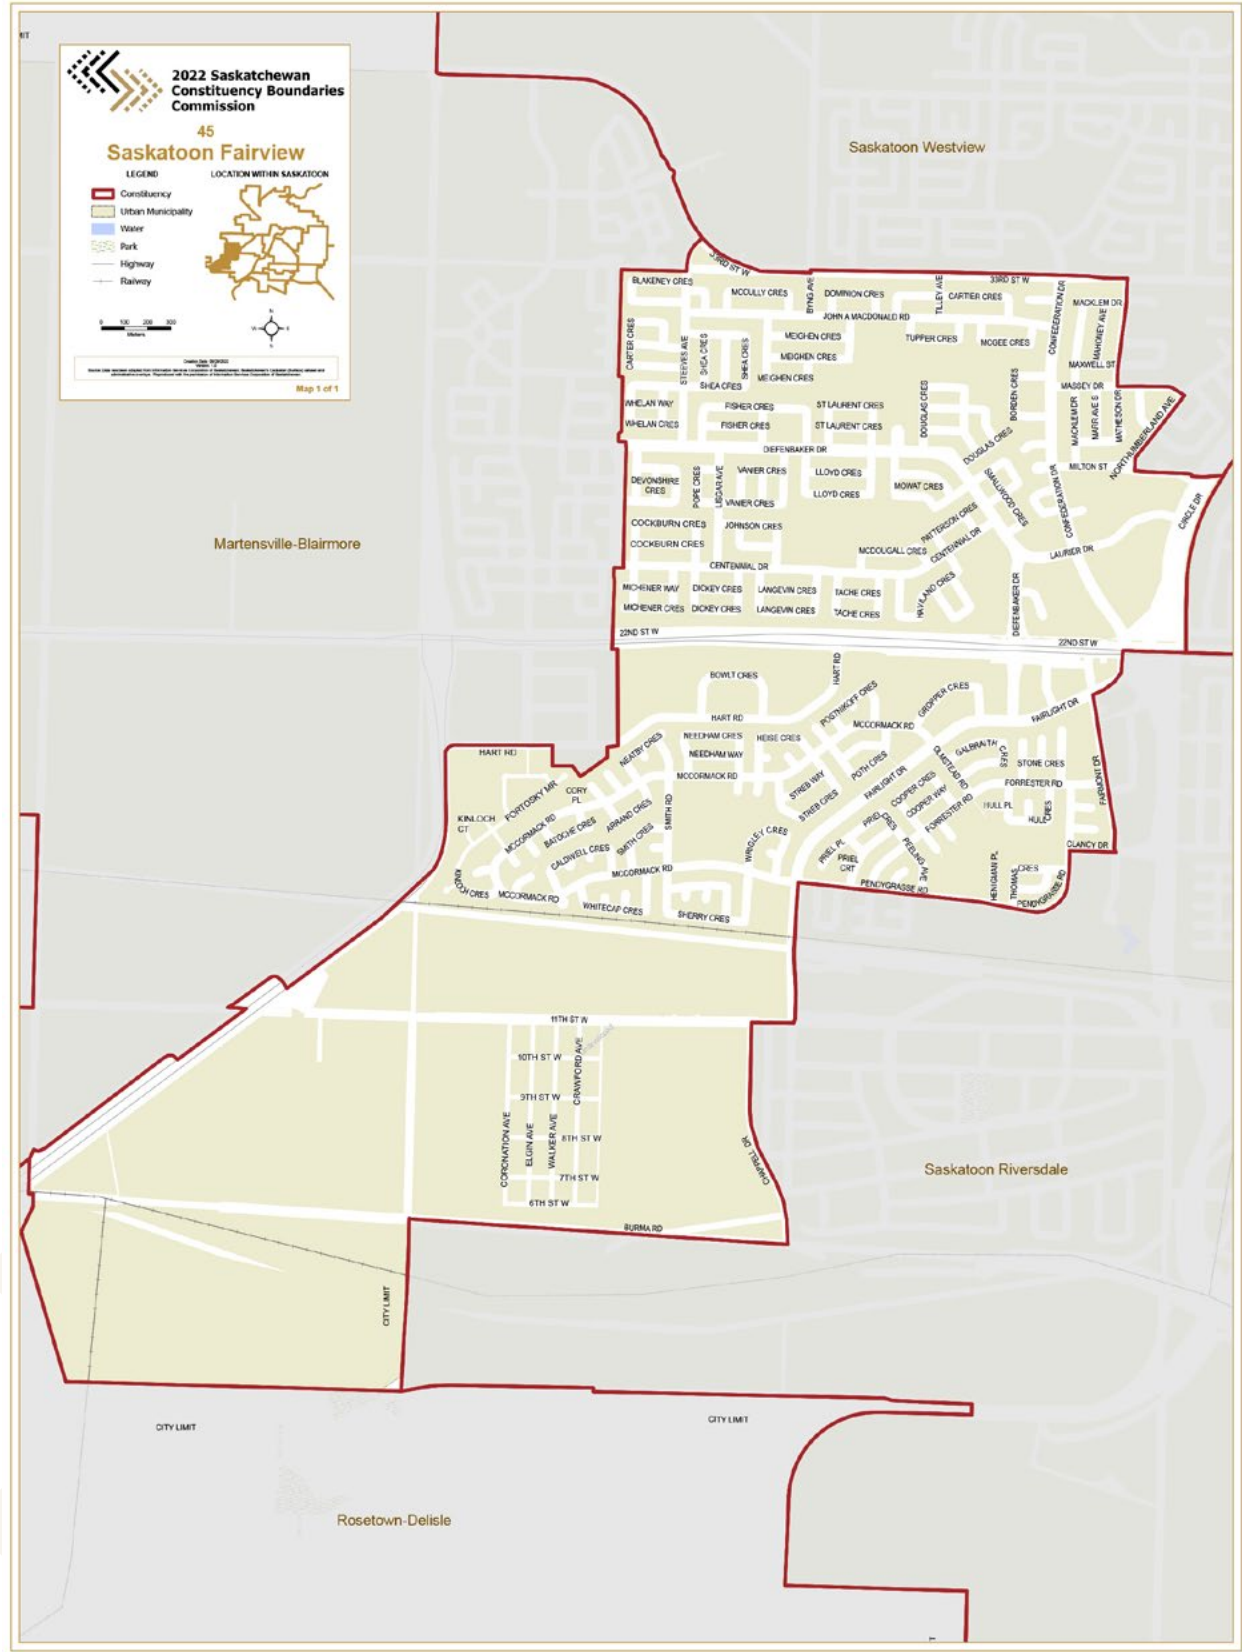 MIT
2022 Saskatchewan
Constituency Boundaries
Commission
45
Saskatoon Fairview
LEGEND
LOCATION WITHIN SASKATOON
Constituency
Urban Municipality
Water
Park
Highway
Railway
N
W
E
S
0 100 200 300
Meters
Map 1 of 1
Saskatoon Westview
33RD ST W
33RD ST W
BLAKENEY CRES
MCCULLY CRES
BYNG AVE
DOMINION CRES
TILLEY AVE
CARTIER CRES
CONFEDERATION DR
MACKLEM DR
JOHN A MACDONALD RD
CARTER CRES
STEEVES AVE
SHEA CRES
SHEA CRES
MEIGHEN CRES
TUPPER CRES
MCGEE CRES
MAHONEY AVE
MEIGHEN CRES
MAXWELL ST
MEIGHEN CRES
SHEA CRES
MASSEY DR
BORDEN CRES
DOUGLAS CRES
WHELAN WAY
FISHER CRES
ST LAURENT CRES
MACKLEM DR
MARR AVE S
MATHESON DR
NORTHUMBERLAND AVE
WHELAN CRES
FISHER CRES
ST LAURENT CRES
DIEFENBAKER DR
DOUGLAS CRES
MILTON ST
DEVONSHIRE
CRES
POPE CRES
LISGAR AVE
VANIER CRES
LLOYD CRES
MOWAT CRES
SMALLWOOD CRES
CONFEDERATION DR
LLOYD CRES
VANIER CRES
CIRCLE DR
COCKBURN CRES
JOHNSON CRES
PATTERSON CRES
COCKBURN CRES
MCDOUGALL CRES
CENTENNIAL DR
LAURIER DR
Martensville-Blairmore
CENTENNIAL DR
MICHENER WAY
DICKEY CRES
LANGEVIN CRES
TACHE CRES
HAVILAND CRES
DIEFENBAKER DR
MICHENER CRES
DICKEY CRES
LANGEVIN CRES
TACHE CRES
22ND ST W
22ND ST W
BOWLT CRES
HART RD
POSTNIKOFF CRES
GROPPER CRES
HART RD
MCCORMACK RD
FAIRLIGHT DR
NEEDHAM CRES
HEISE CRES
NEATBY CRES
NEEDHAM WAY
OLMSTEAD RD
GALBRAITH
CRES
STONE CRES
HART RD
MCCORMACK RD
STREB WAY
POTH CRES
FAIRLIGHT DR
FORRESTER RD
FAIRMONT DR
PORTOSKY MR
CORY
PL
STREB CRES
COOPER CRES
COOPER WAY
FORRESTER RD
HULL PL
HULL
CRES
KINLOCH
CT
MCCORMACK RD
BATOCHE CRES
ARRAND CRES
SMITH RD
SMITH CRES
CALDWELL CRES
WRIGLEY CRES
PRIEL
CRES
PRIEL PL
PRIEL
CRT
PEELING AVE
CLANCY DR
KINLOCH CRES
MCCORMACK RD
MCCORMACK RD
PENDYGRASSE RD
HENIGMAN PL
THOMAS
CRES
PENDYGRASSE RD
WHITECAP CRES
SHERRY CRES
11TH ST W
10TH ST W
CRAWFORD AVE
9TH ST W
CORONATION AVE
ELGIN AVE
WALKER AVE
8TH ST W
7TH ST W
6TH ST W
CHAPPELL DR
Saskatoon Riversdale
BURMA RD
CITY LIMIT
CITY LIMIT
CITY LIMIT
Rosetown-Delisle